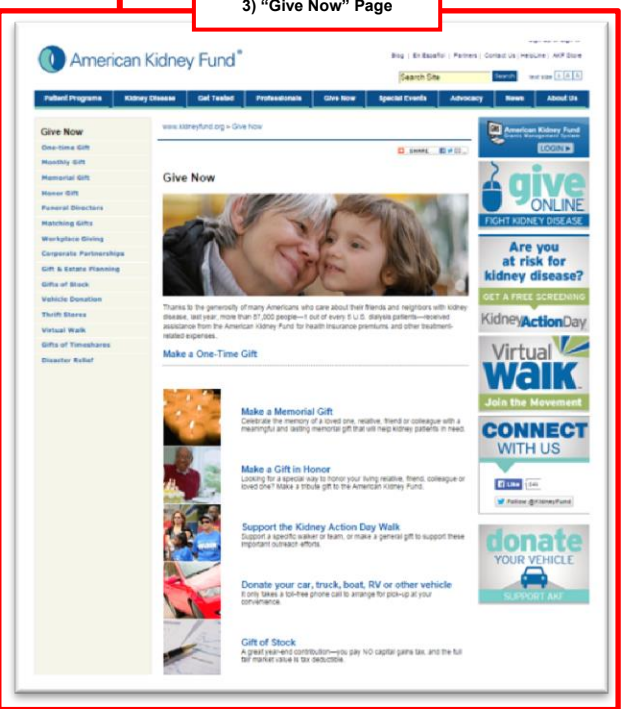 3) “Give Now” Page
American Kidney Fund®
Blog | En Español | Partners | Contact Us | HelpLine | AKF Store
Search Site
Search
text size A A A
Patient Programs Kidney Disease Get Tested Professionals Give Now Special Events Advocacy News About Us
Give Now
One-time Gift
Monthly Gift
Memorial Gift
Honor Gift
Funeral Directors
Matching Gifts
Workplace Giving
Corporate Partnerships
Gift & Estate Planning
Gifts of Stock
Vehicle Donation
Thrift Stores
Virtual Walk
Gifts of Timeshares
Disaster Relief
www.kidneyfund.org » Give Now
SHARE
Give Now
Thanks to the generosity of many Americans who care about their friends and neighbors with kidney
disease, last year, more than 87,000 people—1 out of every 5 U.S. dialysis patients—received
assistance from the American Kidney Fund for health insurance premiums and other treatment-
related expenses.
Make a One-Time Gift
Make a Memorial Gift
Celebrate the memory of a loved one, relative, friend or colleague with a
meaningful and lasting memorial gift that will help kidney patients in need.
Make a Gift in Honor
Looking for a special way to honor your living relative, friend, colleague or
loved one? Make a tribute gift to the American Kidney Fund.
Support the Kidney Action Day Walk
Support a specific walker or team, or make a general gift to support these
important outreach efforts.
Donate your car, truck, boat, RV or other vehicle
It only takes a toll-free phone call to arrange for pick-up at your
convenience.
Gift of Stock
A great year-end contribution—you pay NO capital gains tax, and the full
fair market value is tax deductible.
American Kidney Fund
Grants Management System
LOGIN
give
ONLINE
FIGHT KIDNEY DISEASE
Are you
at risk for
kidney disease?
GET A FREE SCREENING
KidneyActionDay
Virtual
Walk
Join the Movement
CONNECT
WITH US
Like
Follow @KidneyFund
donate
YOUR VEHICLE
SUPPORT AKF